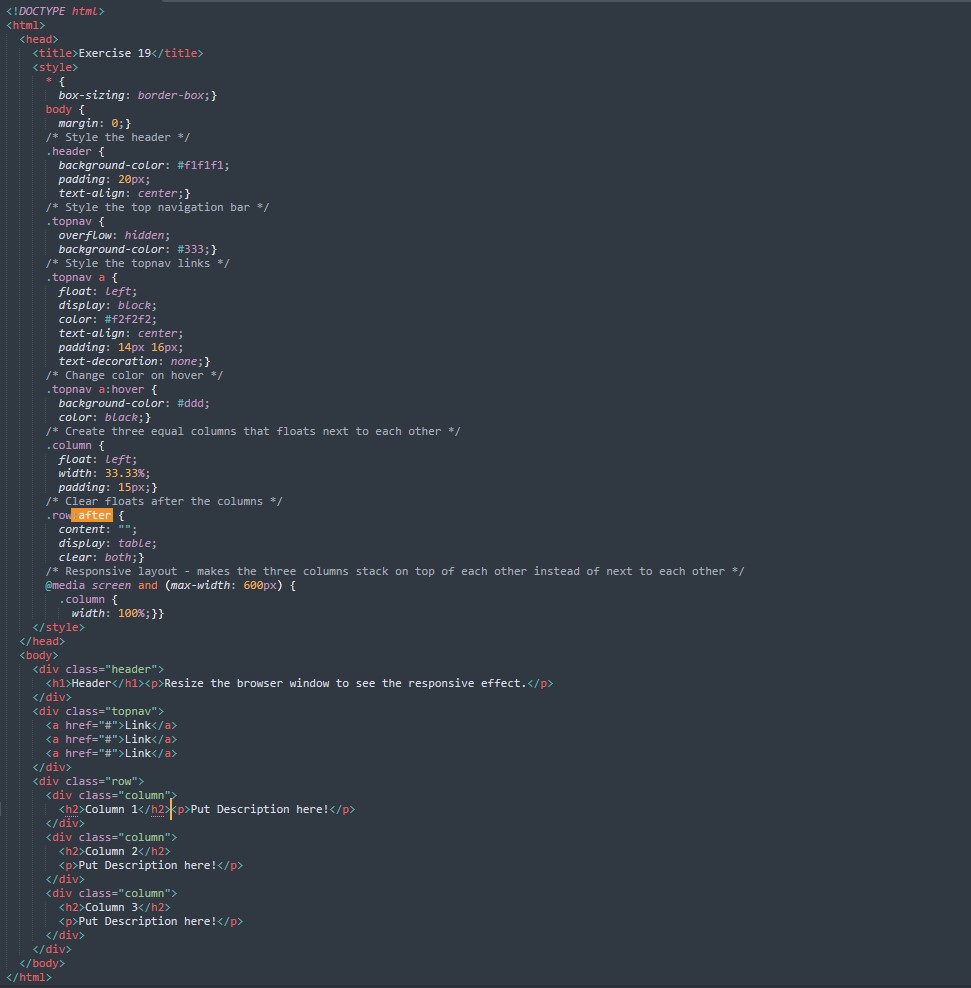 <!DOCTYPE html>
<html>
<head>
<title>Exercise 19</title>
<style>
* {
box-sizing: border-box;}
body {
margin: 0;}
/* Style the header */
.header {
background-color: #f1f1f1;
padding: 20px;
text-align: center;}
/* Style the top navigation bar */
.topnav {
overflow: hidden;
background-color: #333;}
/* Style the topnav links */
.topnav a {
float: left;
display: block;
color: #f2f2f2;
text-align: center;
padding: 14px 16px;
text-decoration: none;}
/* Change color on hover */
.topnav a:hover {
background-color: #ddd;
color: black;}
/* Create three equal columns that floats next to each other */
.column {
float: left;
width: 33.33%;
padding: 15px;}
/* Clear floats after the columns */
.row after {
content: "";
display: table;
clear: both;}
/* Responsive layout - makes the three columns stack on top of each other instead of next to each other */
@media screen and (max-width: 600px) {
.column {
width: 100%;}}
</style>
</head>
<body>
<div class="header">
<h1>Header</h1><p>Resize the browser window to see the responsive effect.</p>
</div>
<div class="topnav">
<a href="#">Link</a>
<a href="#">Link</a>
<a href="#">Link</a>
</div>
<div class="row">
<div class="column">
<h2>Column 1</h2><p>Put Description here!</p>
</div>
<div class="column">
<h2>Column 2</h2>
<p>Put Description here!</p>
</div>
<div class="column">
<h2>Column 3</h2>
<p>Put Description here!</p>
</div>
</div>
</body>
</html>